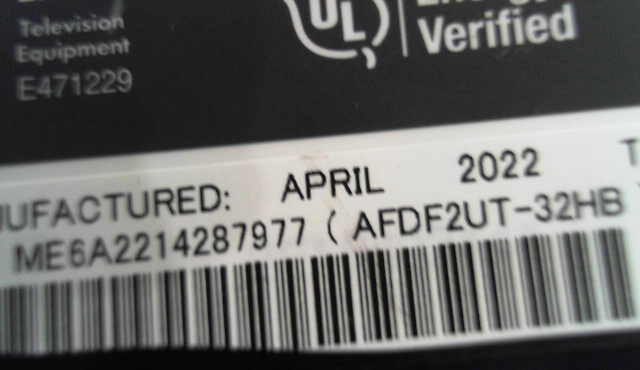 Television
Equipment
E471229
UL
Verified
UFACTURED: APRIL 2022
ME6A2214287977 ( AFDF2UT-32HB